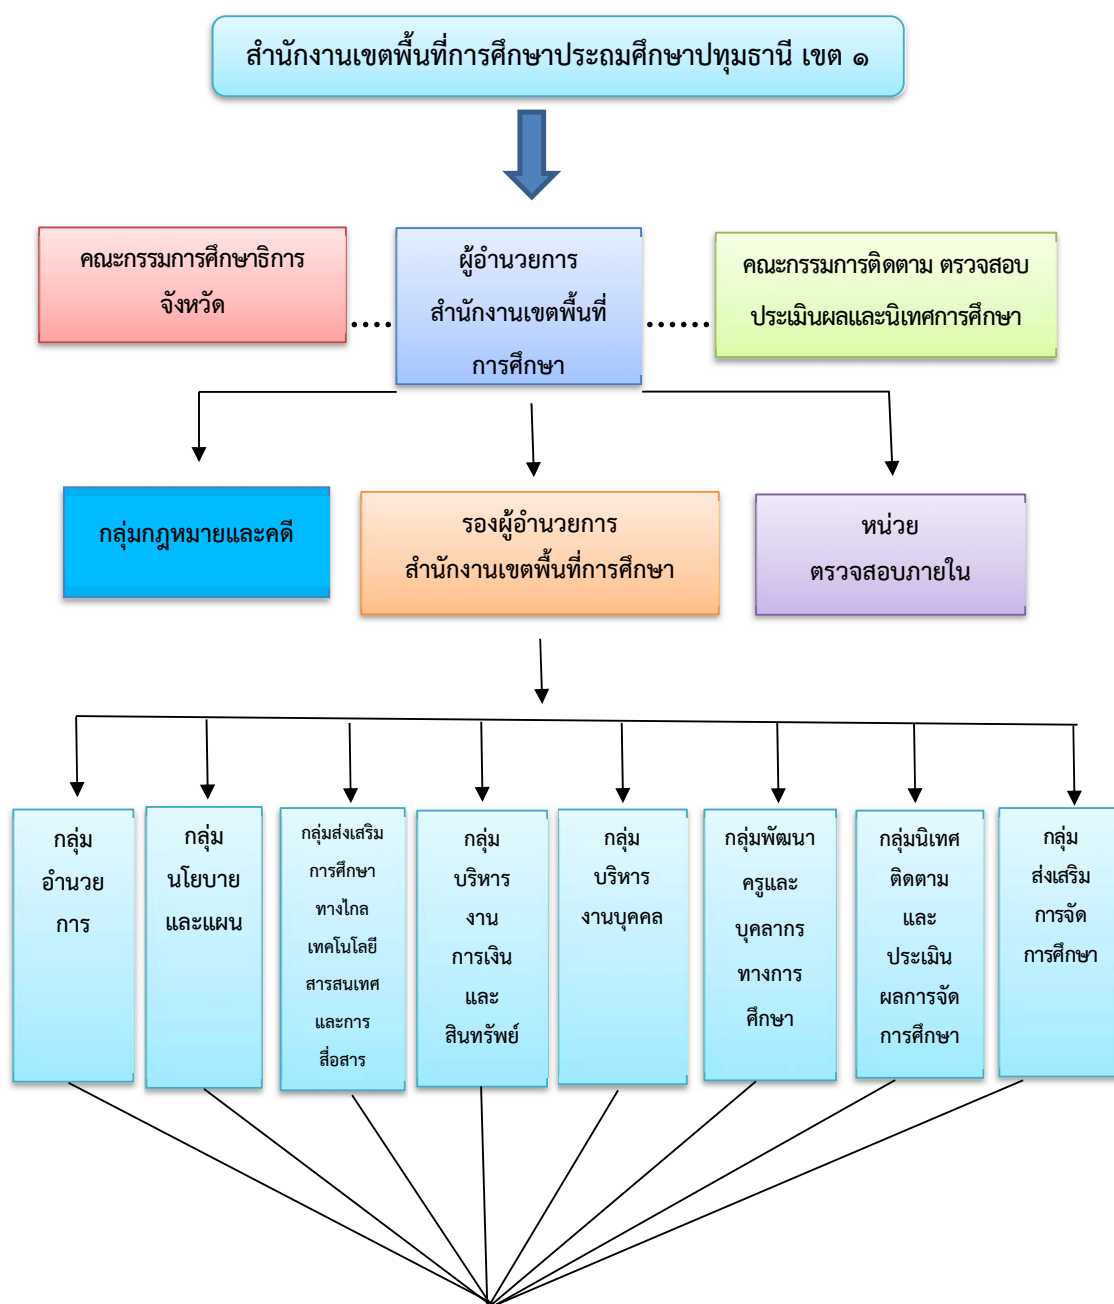 สำนักงานเขตพื้นที่การศึกษาประถมศึกษาปทุมธานี เขต ๑
คณะกรรมการศึกษาธิการ
จังหวัด
ผู้อำนวยการ
สำนักงานเขตพื้นที่
การศึกษา
คณะกรรมการติดตาม ตรวจสอบ
ประเมินผลและนิเทศการศึกษา
กลุ่มกฎหมายและคดี
รองผู้อำนวยการ
สำนักงานเขตพื้นที่การศึกษา
หน่วย
ตรวจสอบภายใน
กลุ่ม
อำนวย
การ
กลุ่ม
นโยบาย
และแผน
กลุ่มส่งเสริม
การศึกษา
ทางไกล
เทคโนโลยี
สารสนเทศ
และการ
สื่อสาร
กลุ่ม
บริหาร
งาน
การเงิน
และ
สินทรัพย์
กลุ่ม
บริหาร
งานบุคคล
กลุ่มพัฒนา
ครูและ
บุคลากร
ทางการ
ศึกษา
กลุ่มนิเทศ
ติดตาม
และ
ประเมิน
ผลการจัด
การศึกษา
กลุ่ม
ส่งเสริม
การจัด
การศึกษา